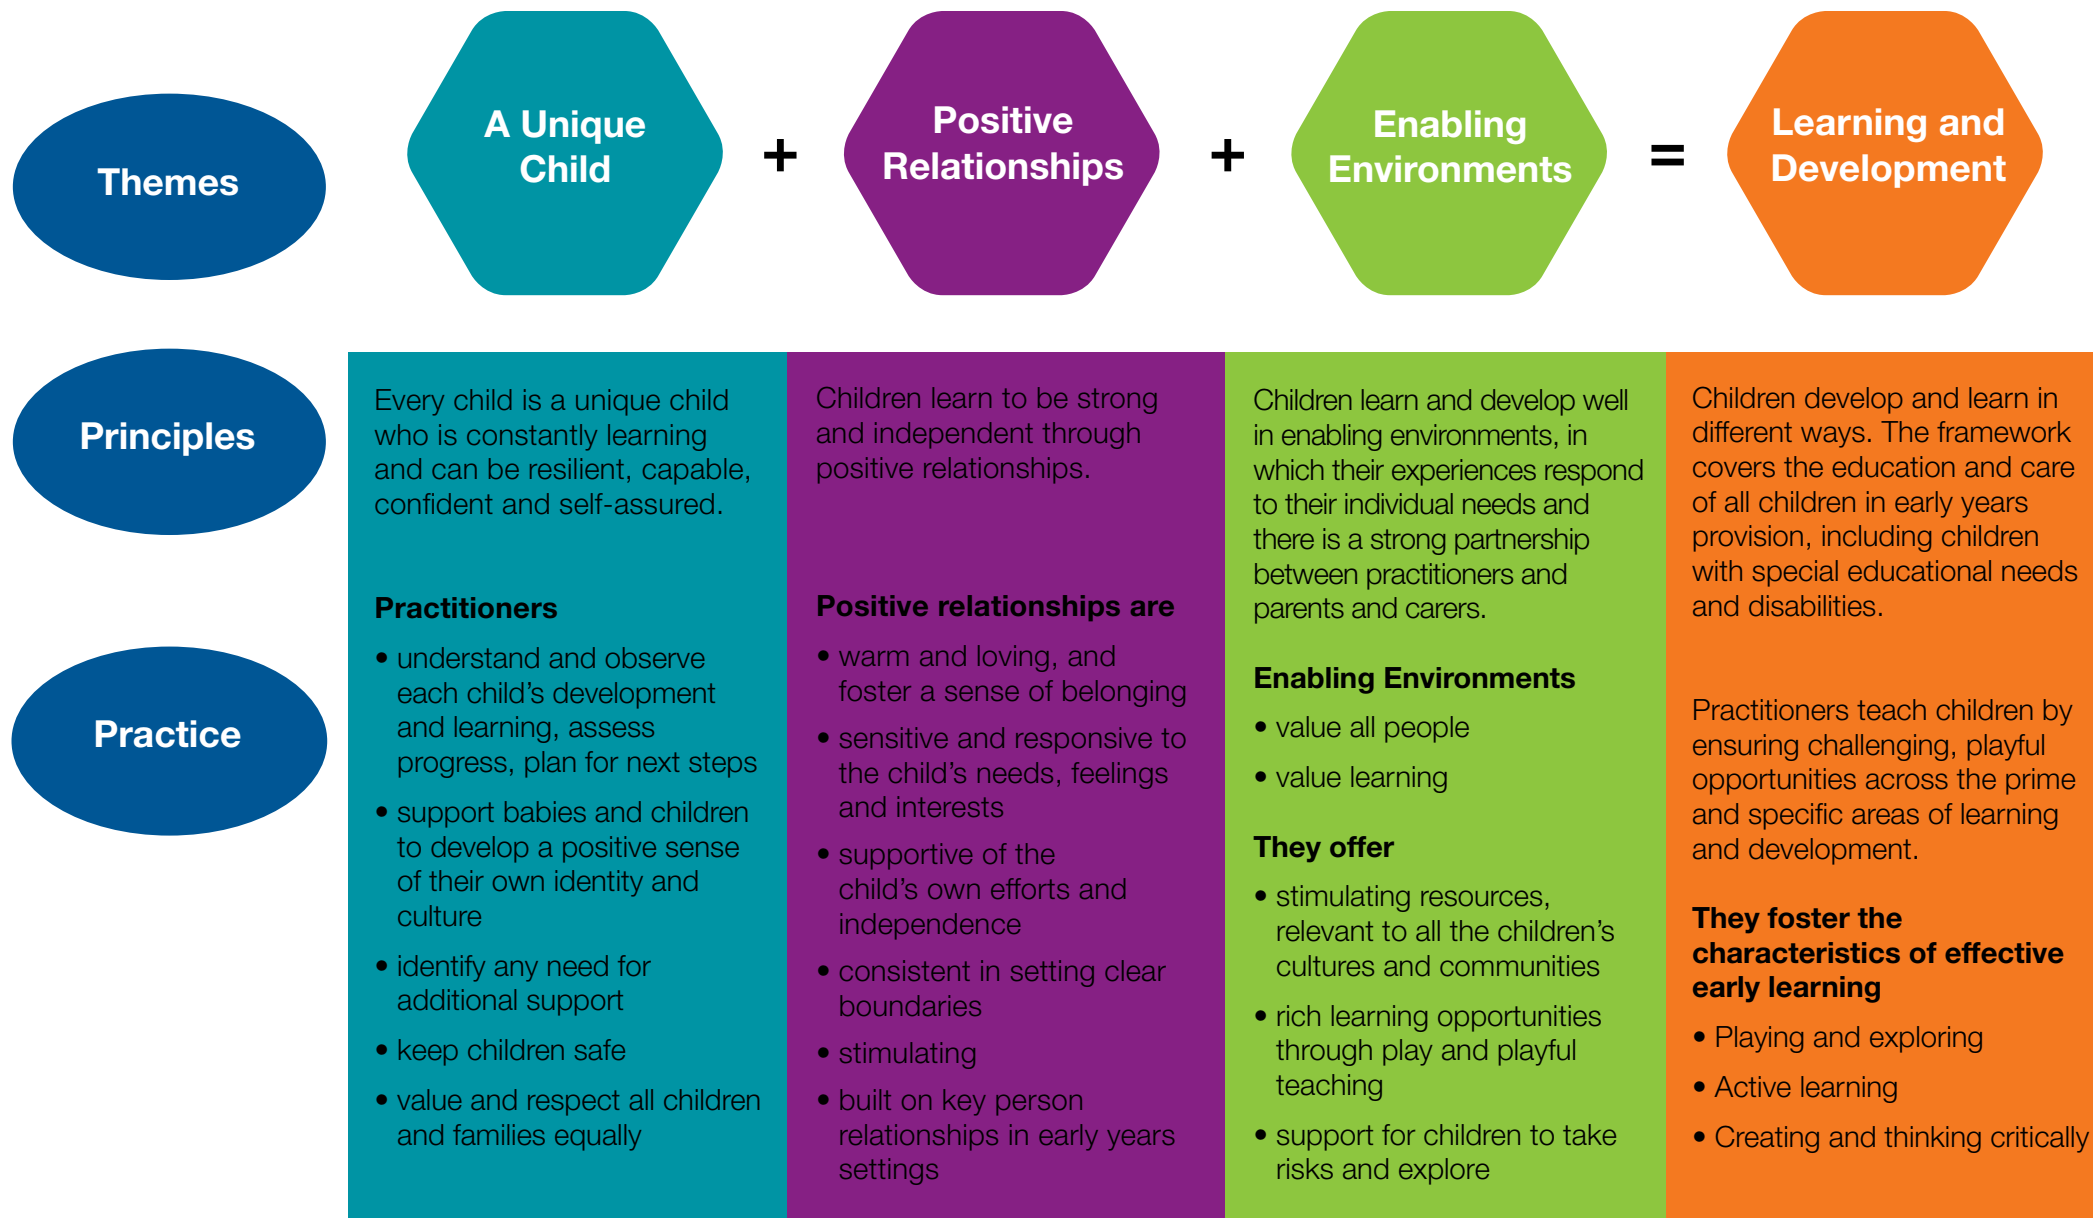 Themes
A Unique
Child
+
Positive
Relationships
+
Enabling
Environments
=
Learning and
Development
Principles
Every child is a unique child
who is constantly learning
and can be resilient, capable,
confident and self-assured.
Children learn to be strong
and independent through
positive relationships.
Children learn and develop well
in enabling environments, in
which their experiences respond
to their individual needs and
there is a strong partnership
between practitioners and
parents and carers.
Children develop and learn in
different ways. The framework
covers the education and care
of all children in early years
provision, including children
with special educational needs
and disabilities.
Practice
Practitioners
• understand and observe
each child’s development
and learning, assess
progress, plan for next steps
• support babies and children
to develop a positive sense
of their own identity and
culture
• identify any need for
additional support
• keep children safe
• value and respect all children
and families equally
Positive relationships are
• warm and loving, and
foster a sense of belonging
• sensitive and responsive to
the child’s needs, feelings
and interests
• supportive of the
child’s own efforts and
independence
• consistent in setting clear
boundaries
• stimulating
• built on key person
relationships in early years
settings
Enabling Environments
• value all people
• value learning
They offer
• stimulating resources,
relevant to all the children’s
cultures and communities
• rich learning opportunities
through play and playful
teaching
• support for children to take
risks and explore
Practitioners teach children by
ensuring challenging, playful
opportunities across the prime
and specific areas of learning
and development.
They foster the
characteristics of effective
early learning
• Playing and exploring
• Active learning
• Creating and thinking critically